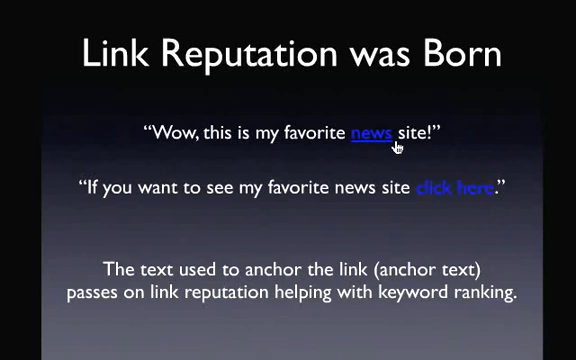 Link Reputation was Born
“Wow, this is my favorite news site!”
“If you want to see my favorite news site click here.”
The text used to anchor the link (anchor text)
passes on link reputation helping with keyword ranking.